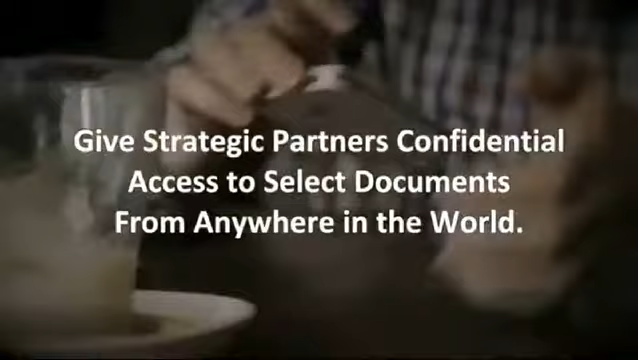 Give Strategic Partners Confidential
Access to Select Documents
From Anywhere in the World.